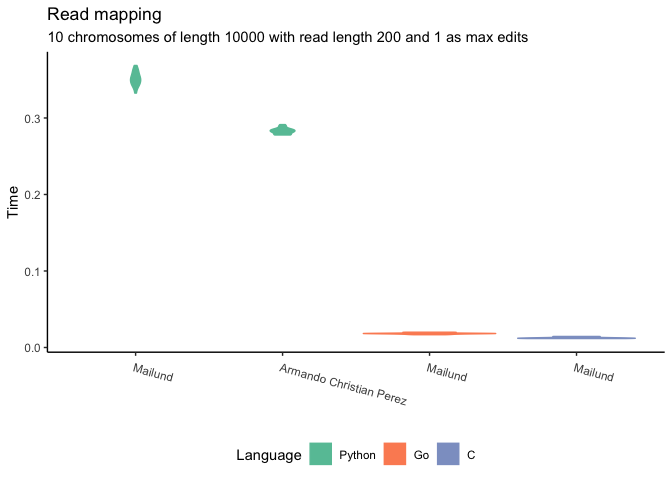 Read mapping
10 chromosomes of length 10000 with read length 200 and 1 as max edits
Time
0.3
0.2
0.1
0.0
Mailund
Armando Christian Perez
Mailund
Mailund
Language Python Go C